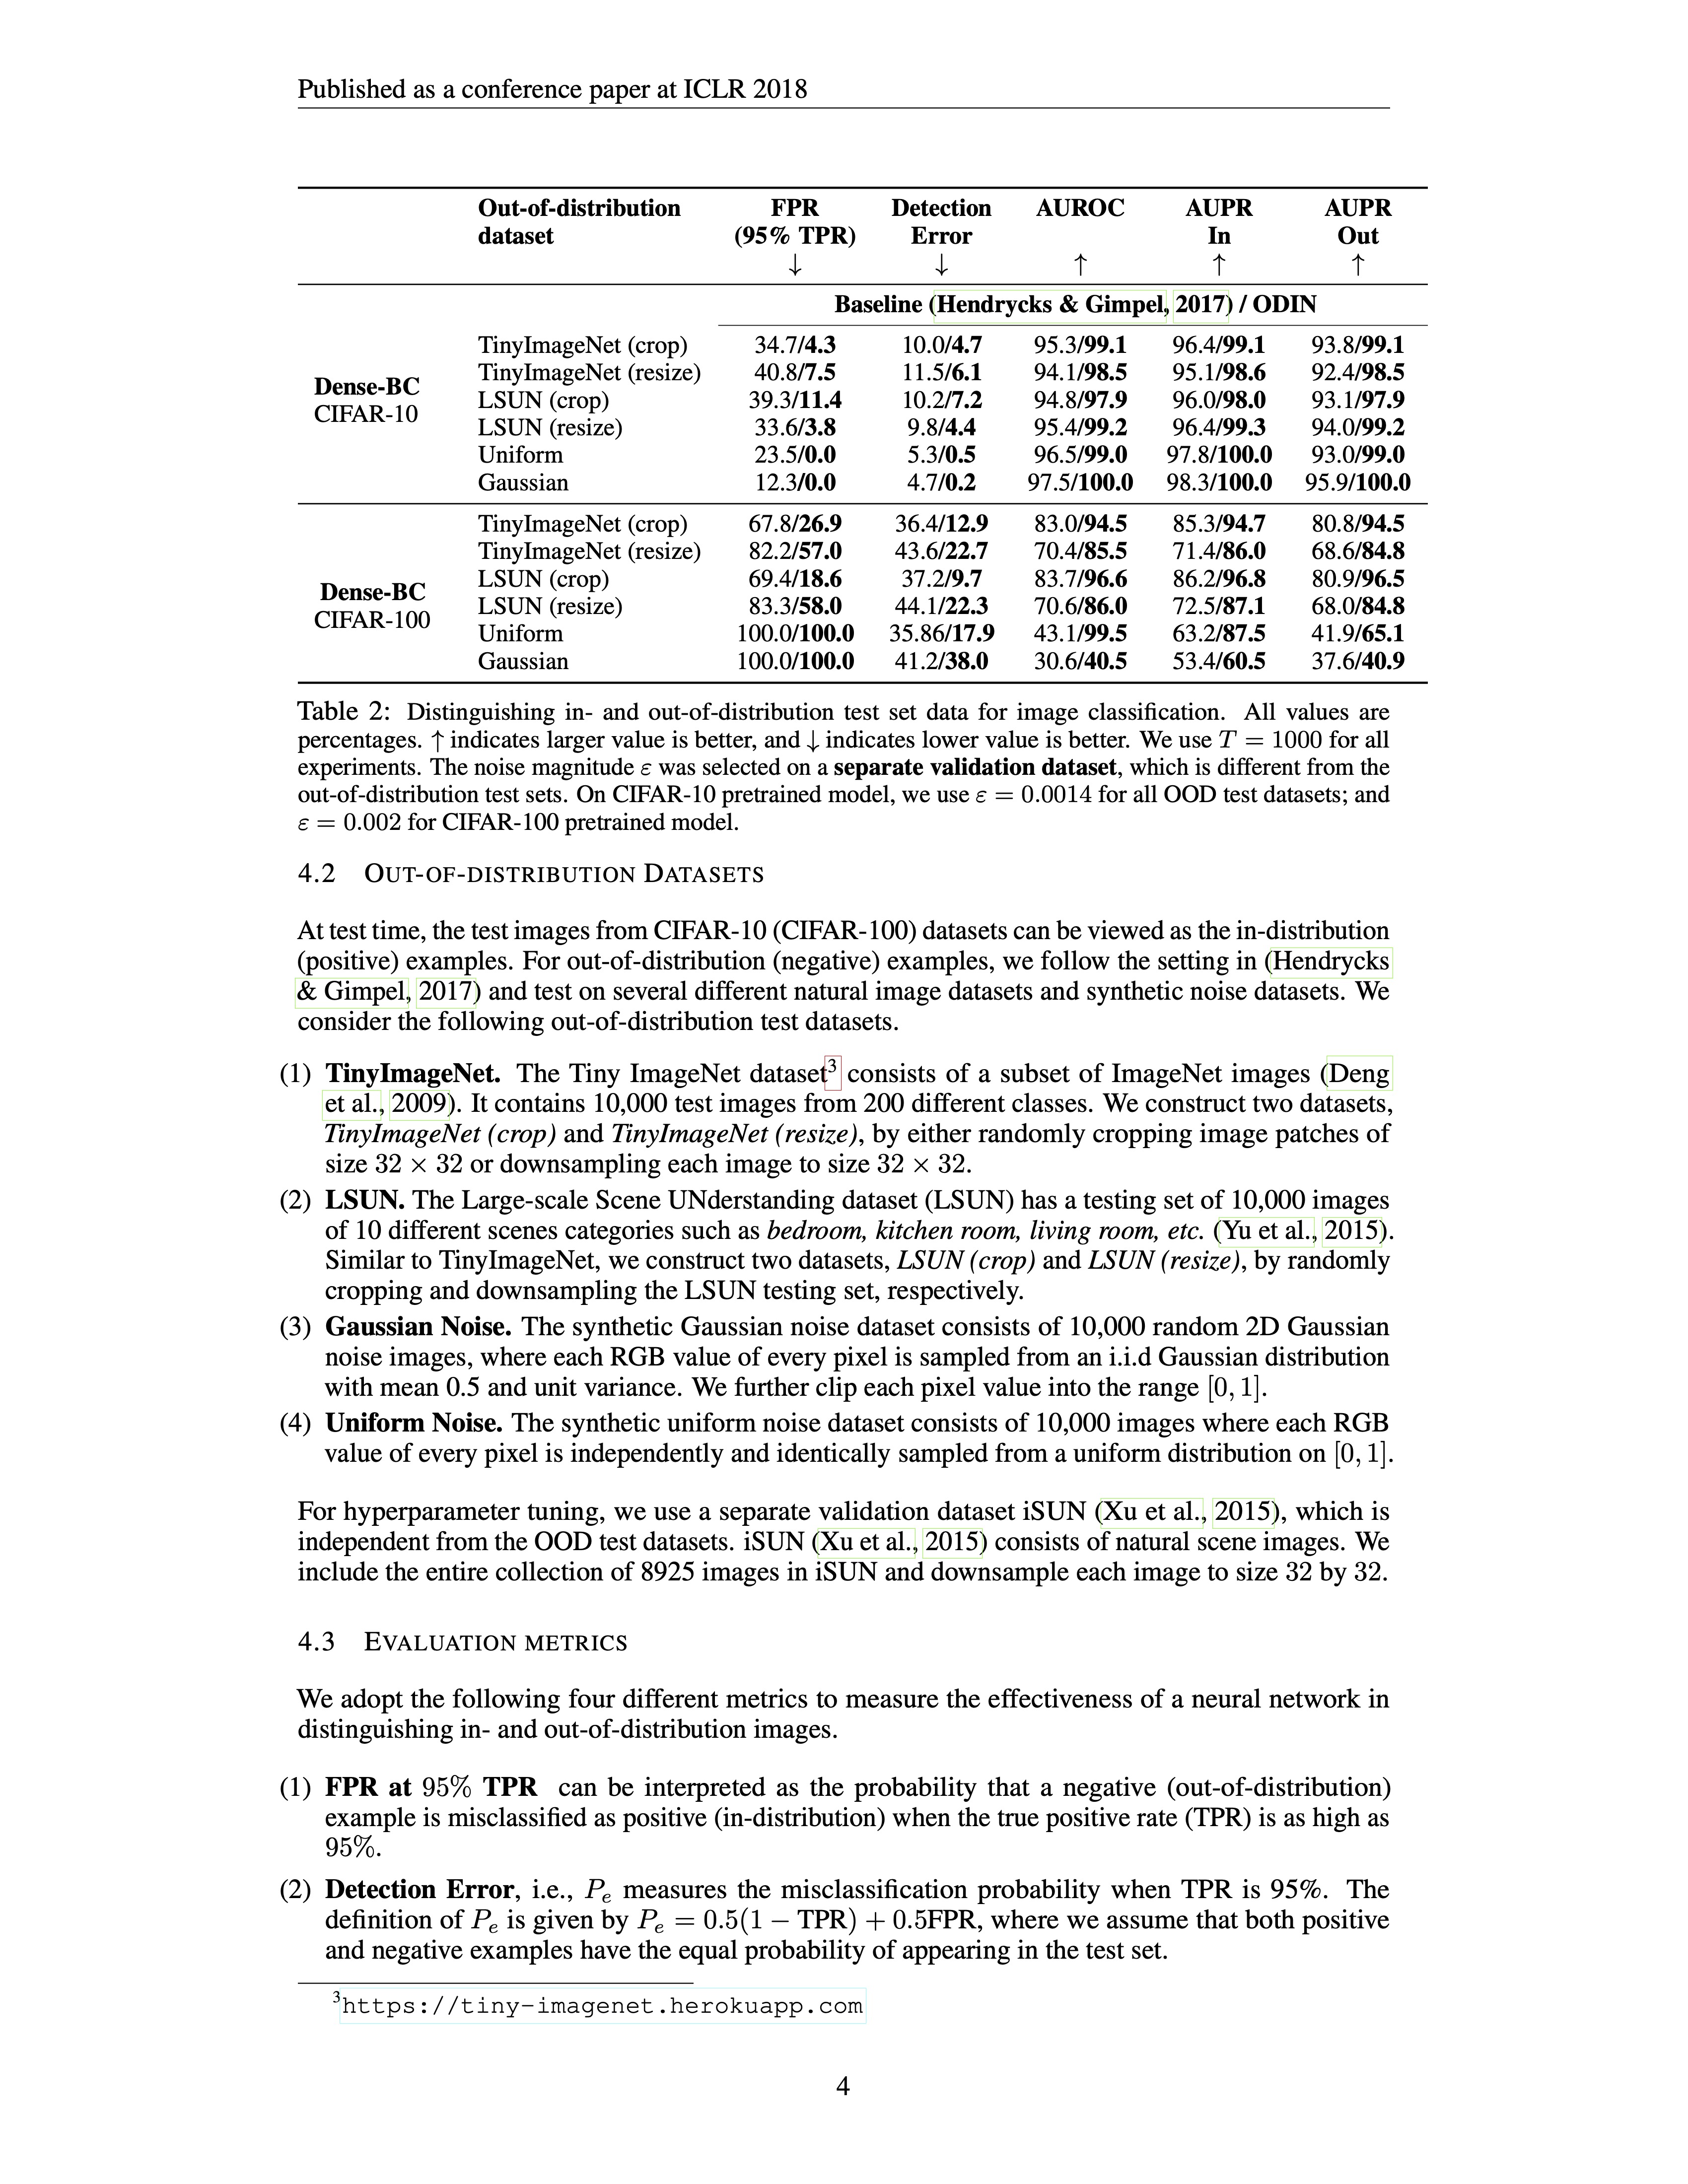 Published as a conference paper at ICLR 2018
Out-of-distribution dataset FPR (95% TPR) ↓ Detection Error ↓ AUROC ↑ AUPR In ↑ AUPR Out ↑
Baseline (Hendrycks & Gimpel, 2017) / ODIN
Dense-BC CIFAR-10
TinyImageNet (crop) 34.7/4.3 10.0/4.7 95.3/99.1 96.4/99.1 93.8/99.1
TinyImageNet (resize) 40.8/7.5 11.5/6.1 94.1/98.5 95.1/98.6 92.4/98.5
LSUN (crop) 39.3/11.4 10.2/7.2 94.8/97.9 96.0/98.0 93.1/97.9
LSUN (resize) 33.6/3.8 9.8/4.4 95.4/99.2 96.4/99.3 94.0/99.2
Uniform 23.5/0.0 5.3/0.5 96.5/99.0 97.8/100.0 93.0/99.0
Gaussian 12.3/0.0 4.7/0.2 97.5/100.0 98.3/100.0 95.9/100.0
Dense-BC CIFAR-100
TinyImageNet (crop) 67.8/26.9 36.4/12.9 83.0/94.5 85.3/94.7 80.8/94.5
TinyImageNet (resize) 82.2/57.0 43.6/22.7 70.4/85.5 71.4/86.0 68.6/84.8
LSUN (crop) 69.4/18.6 37.2/9.7 83.7/96.6 86.2/96.8 80.9/96.5
LSUN (resize) 83.3/58.0 44.1/22.3 70.6/86.0 72.5/87.1 68.0/84.8
Uniform 100.0/100.0 35.86/17.9 43.1/99.5 63.2/87.5 41.9/65.1
Gaussian 100.0/100.0 41.2/38.0 30.6/40.5 53.4/60.5 37.6/40.9
Table 2: Distinguishing in- and out-of-distribution test set data for image classification. All values are
percentages. ↑ indicates larger value is better, and ↓ indicates lower value is better. We use T = 1000 for all
experiments. The noise magnitude ε was selected on a separate validation dataset, which is different from the
out-of-distribution test sets. On CIFAR-10 pretrained model, we use ε = 0.0014 for all OOD test datasets; and
ε = 0.002 for CIFAR-100 pretrained model.
4.2 OUT-OF-DISTRIBUTION DATASETS
At test time, the test images from CIFAR-10 (CIFAR-100) datasets can be viewed as the in-distribution
(positive) examples. For out-of-distribution (negative) examples, we follow the setting in (Hendrycks
& Gimpel, 2017) and test on several different natural image datasets and synthetic noise datasets. We
consider the following out-of-distribution test datasets.
(1) TinyImageNet. The Tiny ImageNet dataset3 consists of a subset of ImageNet images (Deng
et al., 2009). It contains 10,000 test images from 200 different classes. We construct two datasets,
TinyImageNet (crop) and TinyImageNet (resize), by either randomly cropping image patches of
size 32 × 32 or downsampling each image to size 32 × 32.
(2) LSUN. The Large-scale Scene UNderstanding dataset (LSUN) has a testing set of 10,000 images
of 10 different scenes categories such as bedroom, kitchen room, living room, etc. (Yu et al., 2015).
Similar to TinyImageNet, we construct two datasets, LSUN (crop) and LSUN (resize), by randomly
cropping and downsampling the LSUN testing set, respectively.
(3) Gaussian Noise. The synthetic Gaussian noise dataset consists of 10,000 random 2D Gaussian
noise images, where each RGB value of every pixel is sampled from an i.i.d Gaussian distribution
with mean 0.5 and unit variance. We further clip each pixel value into the range [0, 1].
(4) Uniform Noise. The synthetic uniform noise dataset consists of 10,000 images where each RGB
value of every pixel is independently and identically sampled from a uniform distribution on [0, 1].
For hyperparameter tuning, we use a separate validation dataset iSUN (Xu et al., 2015), which is
independent from the OOD test datasets. iSUN (Xu et al., 2015) consists of natural scene images. We
include the entire collection of 8925 images in iSUN and downsample each image to size 32 by 32.
4.3 EVALUATION METRICS
We adopt the following four different metrics to measure the effectiveness of a neural network in
distinguishing in- and out-of-distribution images.
(1) FPR at 95% TPR can be interpreted as the probability that a negative (out-of-distribution)
example is misclassified as positive (in-distribution) when the true positive rate (TPR) is as high as
95%.
(2) Detection Error, i.e., Pe measures the misclassification probability when TPR is 95%. The
definition of Pe is given by Pe = 0.5(1 − TPR) + 0.5FPR, where we assume that both positive
and negative examples have the equal probability of appearing in the test set.
3https://tiny-imagenet.herokuapp.com
4